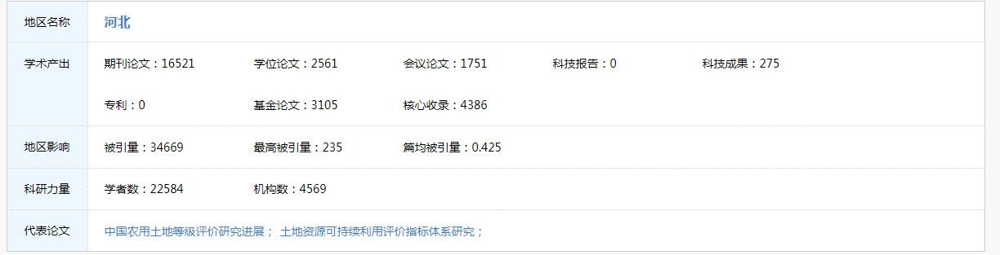 地区名称 河北
学术产出 期刊论文：16521 学位论文：2561 会议论文：1751 科技报告：0 科技成果：275
专利：0 基金论文：3105 核心收录：4386
地区影响 被引量：34669 最高被引量：235 篇均被引量：0.425
科研力量 学者数：22584 机构数：4569
代表论文 中国农用土地等级评价研究进展； 土地资源可持续利用评价指标体系研究；